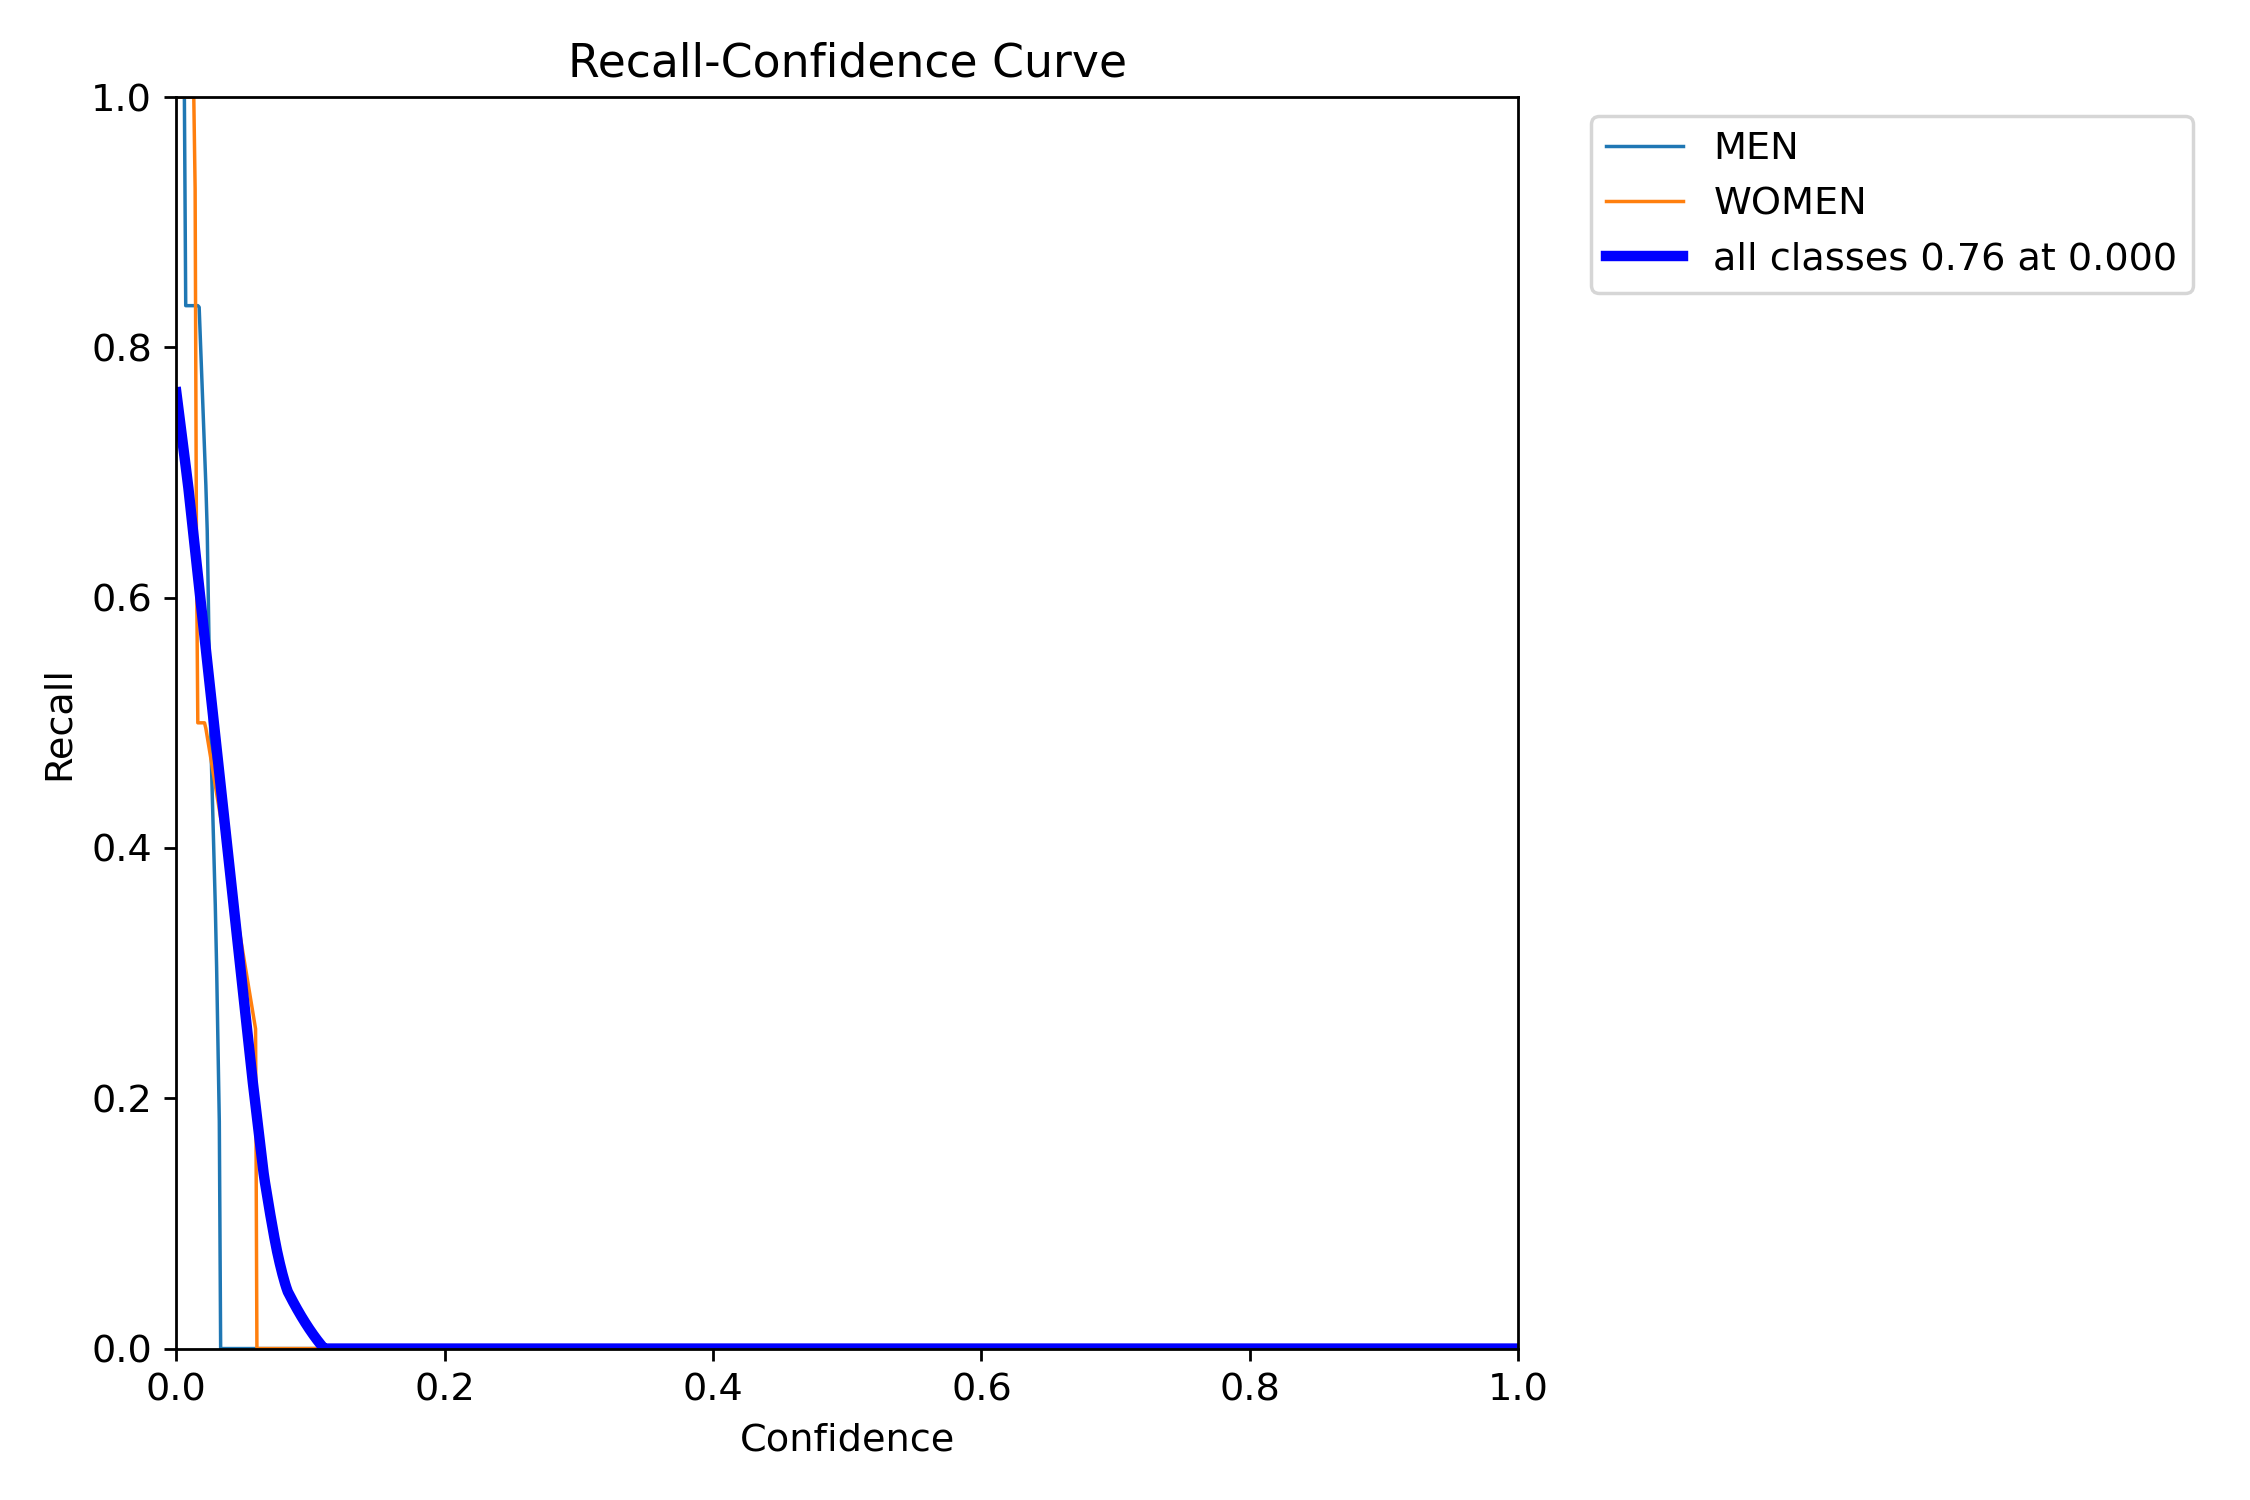 Recall-Confidence Curve
1.0
0.8
0.6
0.4
0.2
0.0
Recall
0.0 0.2 0.4 0.6 0.8 1.0
Confidence
MEN
WOMEN
all classes 0.76 at 0.000